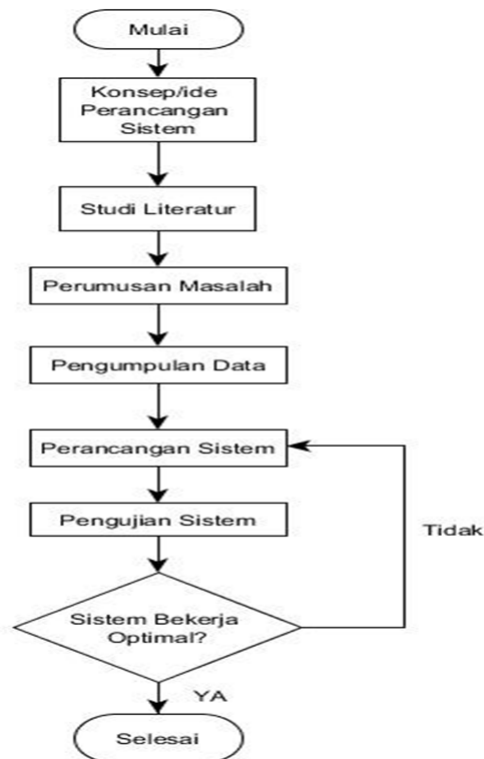 Mulai
Konsep/ide
Perancangan
Sistem
Studi Literatur
Perumusan Masalah
Pengumpulan Data
Perancangan Sistem
Pengujian Sistem
Tidak
Sistem Bekerja
Optimal?
YA
Selesai